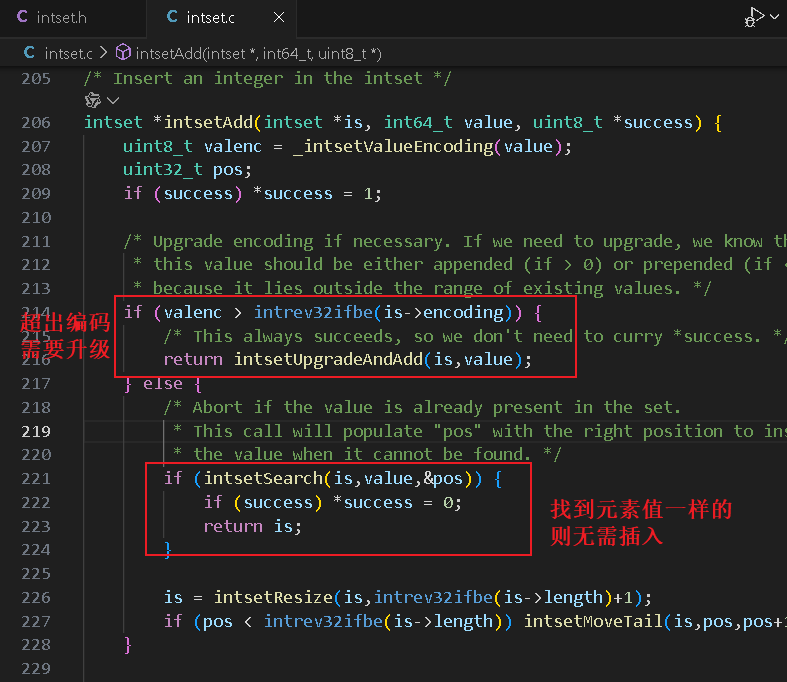 intset.h
intset.c
intset.c > intsetAdd(intset *, int64_t, uint8_t *)
205 /* Insert an integer in the intset */
206 intset *intsetAdd(intset *is, int64_t value, uint8_t *success) {
207 uint8_t valenc = _intsetValueEncoding(value);
208 uint32_t pos;
209 if (success) *success = 1;
210
211 /* Upgrade encoding if necessary. If we need to upgrade, we know
212 * this value should be either appended (if > 0) or prepended (if
213 * because it lies outside the range of existing values. */
214 if (valenc > intrev32ifbe(is->encoding)) {
超出编码
215 /* This always succeeds, so we don't need to curry *success. */
需要升级
216 return intsetUpgradeAndAdd(is,value);
217 } else {
218 /* Abort if the value is already present in the set.
219 * This call will populate "pos" with the right position to
220 * the value when it cannot be found. */
221 if (intsetSearch(is,value,&pos)) {
222 if (success) *success = 0;
找到元素值一样的
223 return is;
则无需插入
224 }
225
226 is = intsetResize(is,intrev32ifbe(is->length)+1);
227 if (pos < intrev32ifbe(is->length)) intsetMoveTail(is,pos,pos+1
228 }
229